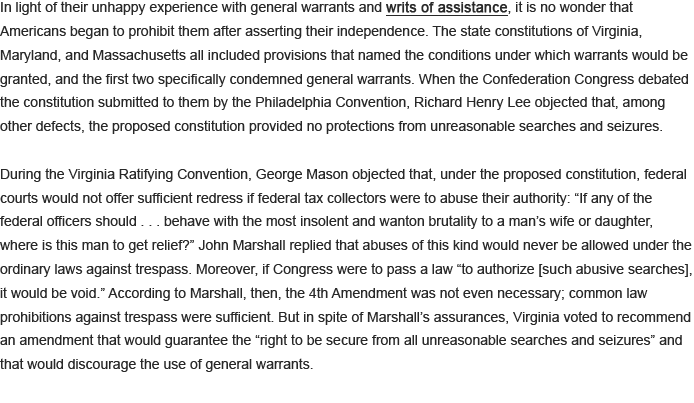 In light of their unhappy experience with general warrants and writs of assistance, it is no wonder that
Americans began to prohibit them after asserting their independence. The state constitutions of Virginia,
Maryland, and Massachusetts all included provisions that named the conditions under which warrants would be
granted, and the first two specifically condemned general warrants. When the Confederation Congress debated
the constitution submitted to them by the Philadelphia Convention, Richard Henry Lee objected that, among
other defects, the proposed constitution provided no protections from unreasonable searches and seizures.

During the Virginia Ratifying Convention, George Mason objected that, under the proposed constitution, federal
courts would not offer sufficient redress if federal tax collectors were to abuse their authority: “If any of the
federal officers should . . . behave with the most insolent and wanton brutality to a man’s wife or daughter,
where is this man to get relief?” John Marshall replied that abuses of this kind would never be allowed under the
ordinary laws against trespass. Moreover, if Congress were to pass a law “to authorize [such abusive searches],
it would be void.” According to Marshall, then, the 4th Amendment was not even necessary; common law
prohibitions against trespass were sufficient. But in spite of Marshall’s assurances, Virginia voted to recommend
an amendment that would guarantee the “right to be secure from all unreasonable searches and seizures” and
that would discourage the use of general warrants.